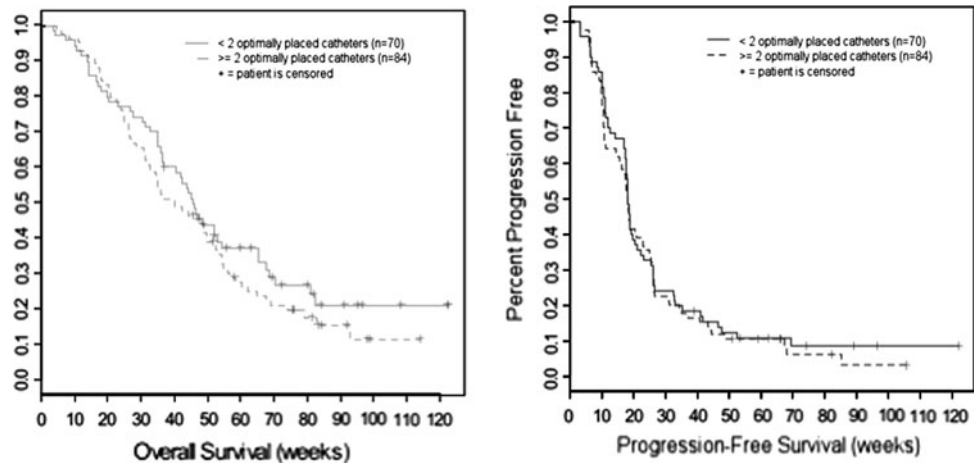 1.0
0.9
0.8
0.7
0.6
0.5
0.4
0.3
0.2
0.1
0.0
< 2 optimally placed catheters (n=70)
>= 2 optimally placed catheters (n=84)
+ = patient is censored
0 10 20 30 40 50 60 70 80 90 100 120
Overall Survival (weeks)
Percent Progression Free
1.0
0.9
0.8
0.7
0.6
0.5
0.4
0.3
0.2
0.1
0.0
< 2 optimally placed catheters (n=70)
>= 2 optimally placed catheters (n=84)
+ = patient is censored
0 10 20 30 40 50 60 70 80 90 100 120
Progression-Free Survival (weeks)